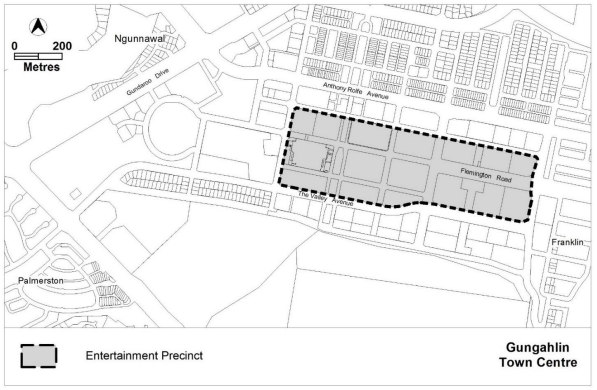 Ngunnawal
0 200
Metres
Gundaroo Drive
Anthony Rolfe Avenue
Flemington Road
The Valley Avenue
Franklin
Palmerston
Entertainment Precinct
Gungahlin
Town Centre